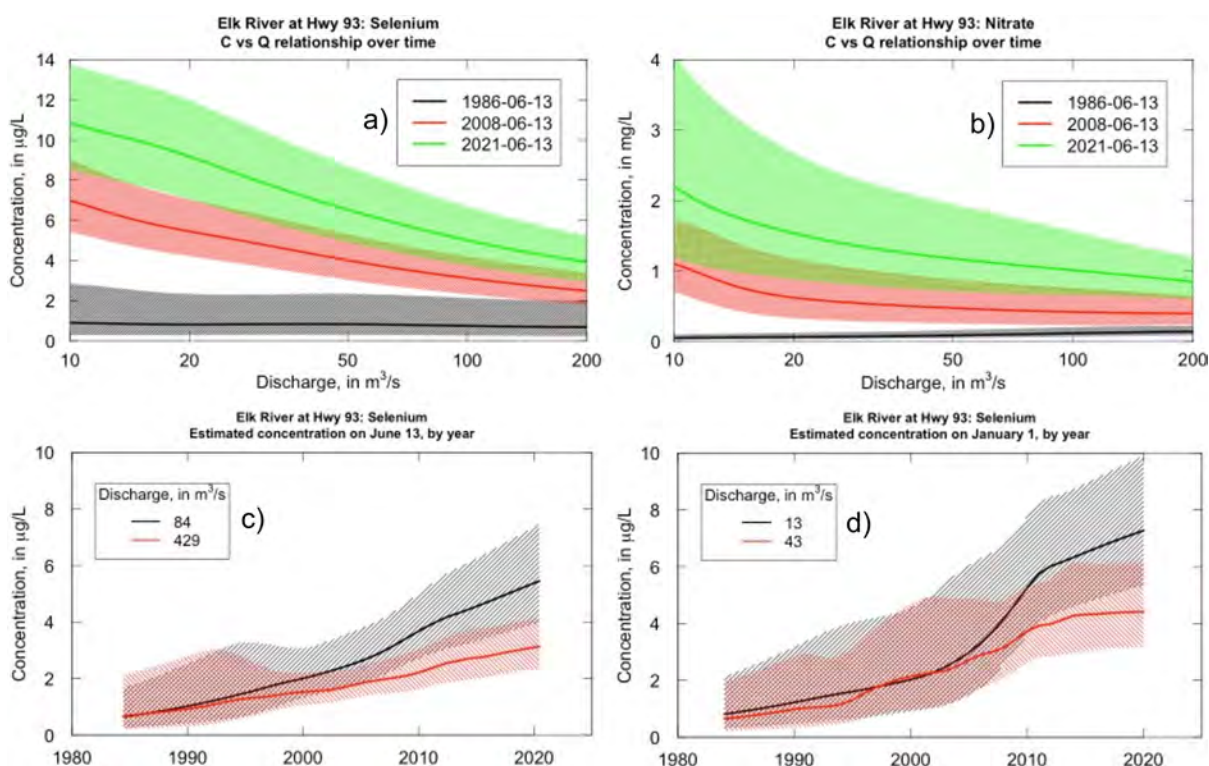 Elk River at Hwy 93: Selenium
C vs Q relationship over time
14
12
10
8
6
4
2
0
Concentration, in µg/L
a)
1986-06-13
2008-06-13
2021-06-13
10 20 50 100 200
Discharge, in m³/s
Elk River at Hwy 93: Nitrate
C vs Q relationship over time
4
3
2
1
0
Concentration, in mg/L
b)
1986-06-13
2008-06-13
2021-06-13
10 20 50 100 200
Discharge, in m³/s
Elk River at Hwy 93: Selenium
Estimated concentration on June 13, by year
10
8
6
4
2
0
Concentration, in µg/L
Discharge, in m³/s
84
429
c)
1980 1990 2000 2010 2020
Elk River at Hwy 93: Selenium
Estimated concentration on January 1, by year
10
8
6
4
2
0
Concentration, in µg/L
Discharge, in m³/s
13
43
d)
1980 1990 2000 2010 2020